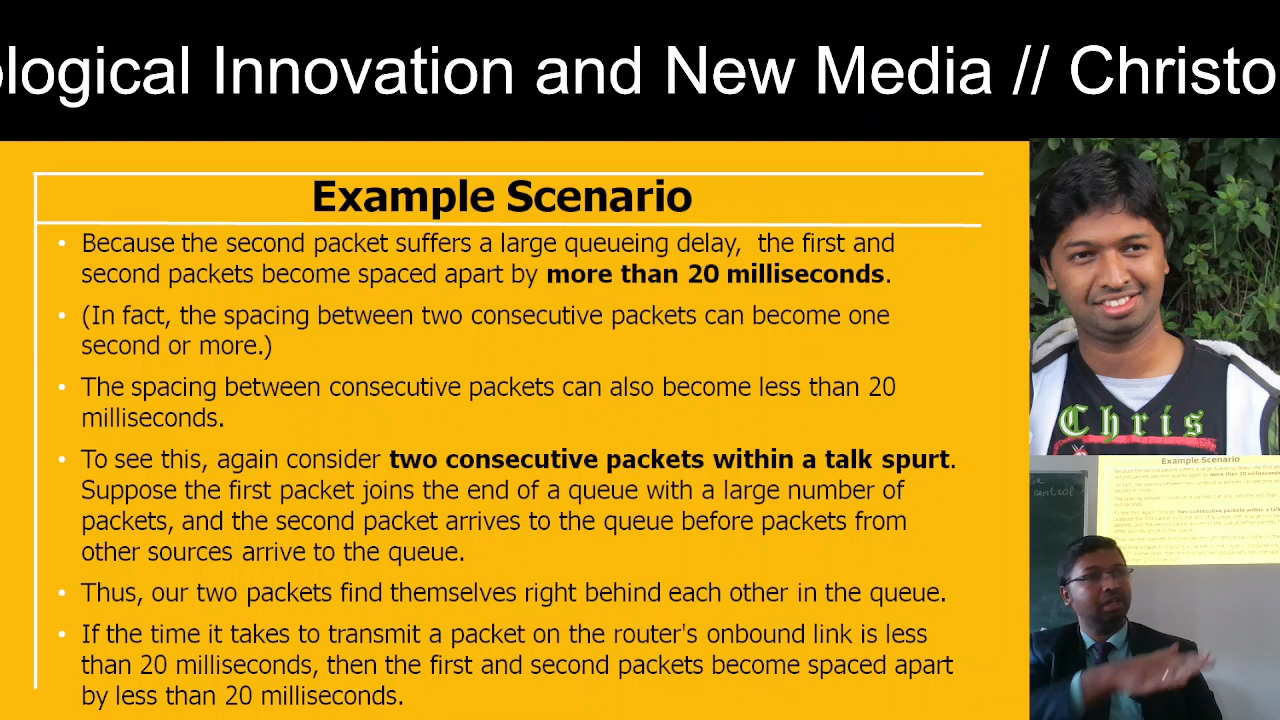 ological Innovation and New Media // Christo
Example Scenario
• Because the second packet suffers a large queueing delay, the first and
second packets become spaced apart by more than 20 milliseconds.
• (In fact, the spacing between two consecutive packets can become one
second or more.)
• The spacing between consecutive packets can also become less than 20
milliseconds.
• To see this, again consider two consecutive packets within a talk spurt.
Suppose the first packet joins the end of a queue with a large number of
packets, and the second packet arrives to the queue before packets from
other sources arrive to the queue.
• Thus, our two packets find themselves right behind each other in the queue.
• If the time it takes to transmit a packet on the router's onbound link is less
than 20 milliseconds, then the first and second packets become spaced apart
by less than 20 milliseconds.
Chris
Example Scenario
control